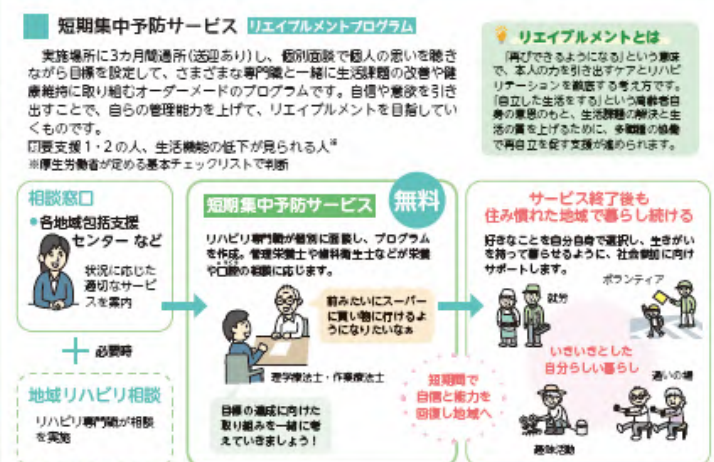 短期集中予防サービス リエイブルメントプログラム
実施場所に3カ月間通所(送迎あり)し、個別面談で個人の思いを聴き
ながら目標を設定して、さまざまな専門職と一緒に生活課題の改善や健
康維持に取り組むオーダーメードのプログラムです。自信や意欲を引き
出すことで、自らの管理能力を上げて、リエイブルメントを目指してい
くものです。
対要支援1・2の人、生活機能の低下が見られる人※
※厚生労働省が定める基本チェックリストで判断
リエイブルメントとは
「再びできるようになる」という意味
で、本人の力を引き出すケアとリハビ
リテーションを徹底する考え方です。
「自立した生活をする」という高齢者自
身の意思のもと、生活課題の解決と生
活の質を上げるために、多職種の協働
で再自立を促す支援が進められます。
相談窓口
●各地域包括支援
センター など
状況に応じた
適切なサービ
スを案内
必要時
地域リハビリ相談
リハビリ専門職が相談
を実施
短期集中予防サービス
無料
リハビリ専門職が個別に面談し、プログラム
を作成。管理栄養士や歯科衛生士などが栄養
や口腔の相談に応じます。
前みたいにスーパー
に買い物に行けるよ
うになりたいなぁ
理学療法士・作業療法士
目標の達成に向けた
取り組みを一緒に考
えていきましょう!
短期間で
自信と能力を
回復し地域へ
サービス終了後も
住み慣れた地域で暮らし続ける
好きなことを自分自身で選択し、生きがい
を持って暮らせるように、社会参加に向け
サポートします。
就労
ボランティア
いきいきとした
自分らしい暮らし
通いの場
趣味活動